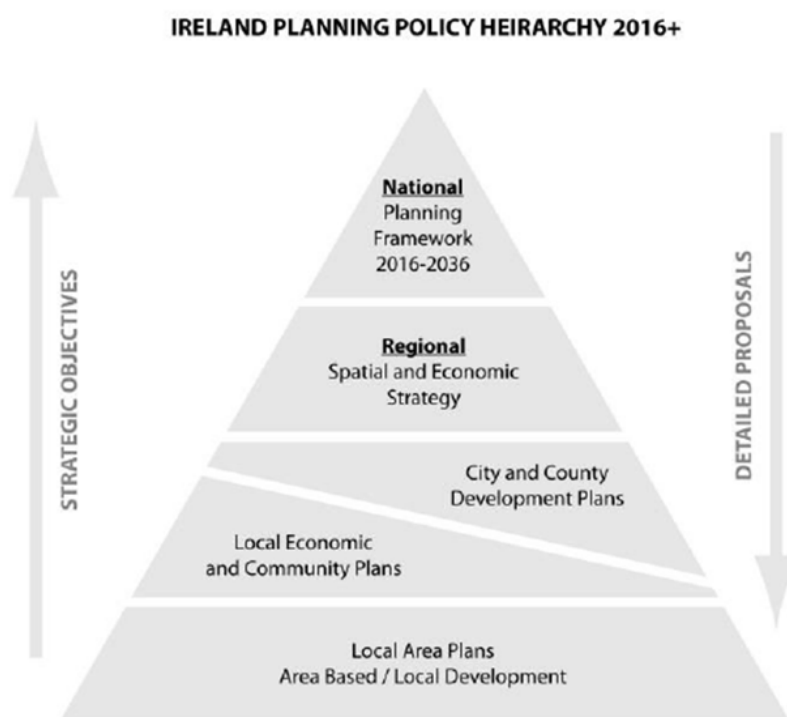 IRELAND PLANNING POLICY HEIRARCHY 2016+
National
Planning
Framework
2016-2036
Regional
Spatial and Economic
Strategy
City and County
Development Plans
Local Economic
and Community Plans
Local Area Plans
Area Based / Local Development
STRATEGIC OBJECTIVES
DETAILED PROPOSALS